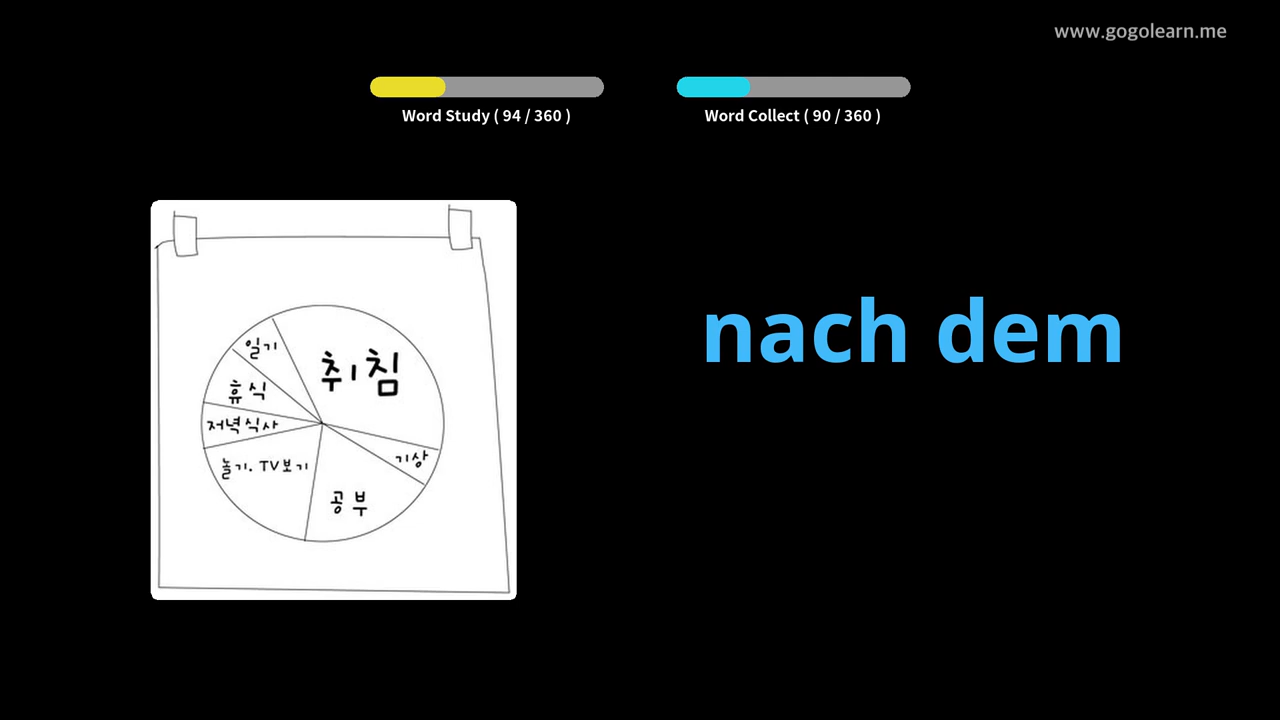 www.gogolearn.me
Word Study ( 94 / 360 )
Word Collect ( 90 / 360 )
일기
취침
휴식
저녁식사
놀기. TV보기
기상
공부
nach dem